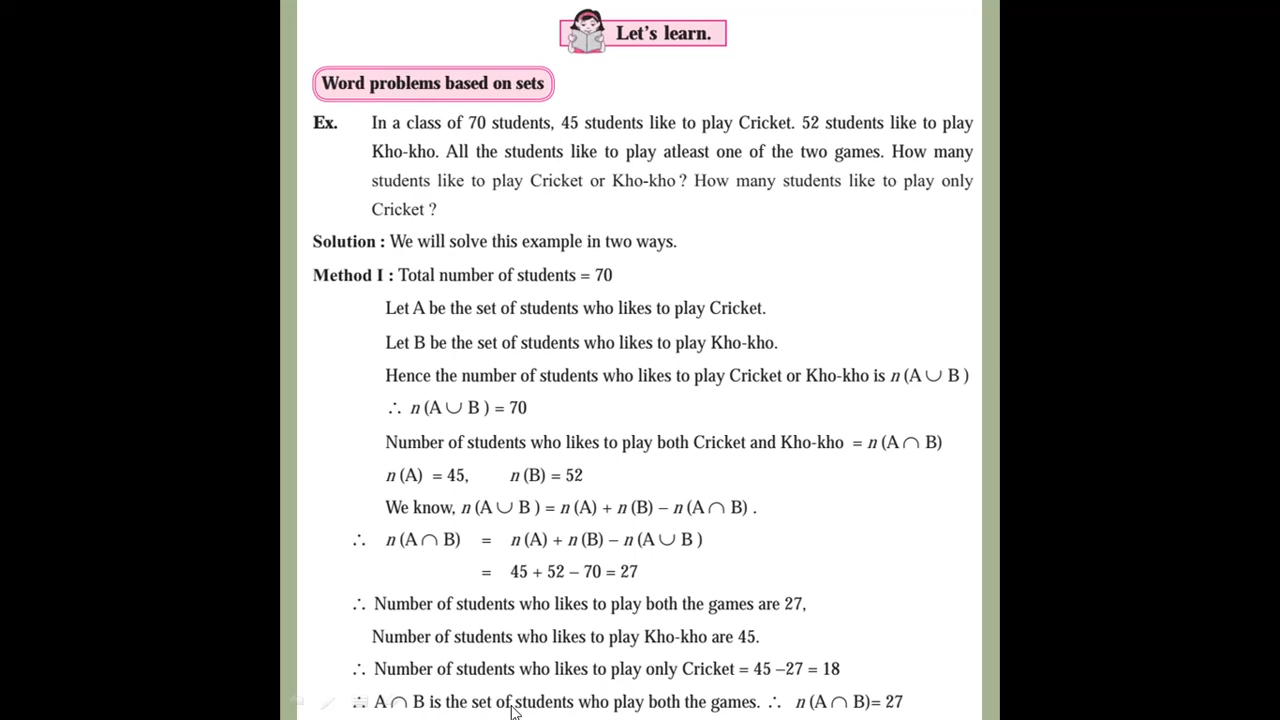 Let's learn.
Word problems based on sets
Ex. In a class of 70 students, 45 students like to play Cricket. 52 students like to play
Kho-kho. All the students like to play atleast one of the two games. How many
students like to play Cricket or Kho-kho ? How many students like to play only
Cricket ?
Solution : We will solve this example in two ways.
Method I : Total number of students = 70
Let A be the set of students who likes to play Cricket.
Let B be the set of students who likes to play Kho-kho.
Hence the number of students who likes to play Cricket or Kho-kho is n (A ∪ B )
∴ n (A ∪ B ) = 70
Number of students who likes to play both Cricket and Kho-kho = n (A ∩ B)
n (A) = 45, n (B) = 52
We know, n (A ∪ B ) = n (A) + n (B) – n (A ∩ B) .
∴ n (A ∩ B) = n (A) + n (B) – n (A ∪ B )
= 45 + 52 – 70 = 27
∴ Number of students who likes to play both the games are 27,
Number of students who likes to play Kho-kho are 45.
∴ Number of students who likes to play only Cricket = 45 –27 = 18
∴ A ∩ B is the set of students who play both the games. ∴ n (A ∩ B)= 27